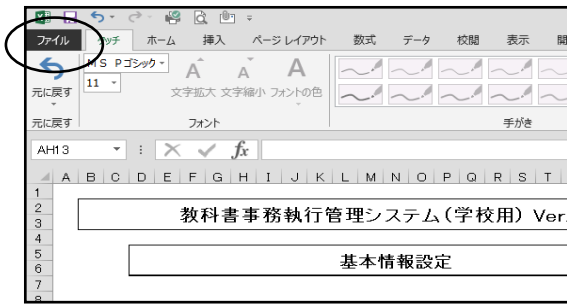 ファイル タッチ ホーム 挿入 ページ レイアウト 数式 データ 校閲 表示
元に戻す
ＭＳ Ｐゴシック
11
A A A
文字拡大 文字縮小 フォントの色
元に戻す フォント 手がき
AH13 fx
A B C D E F G H I J K L M N O P Q R S T
1
2
教科書事務執行管理システム(学校用) Ver.
3
4
5
基本情報設定
6
7
8